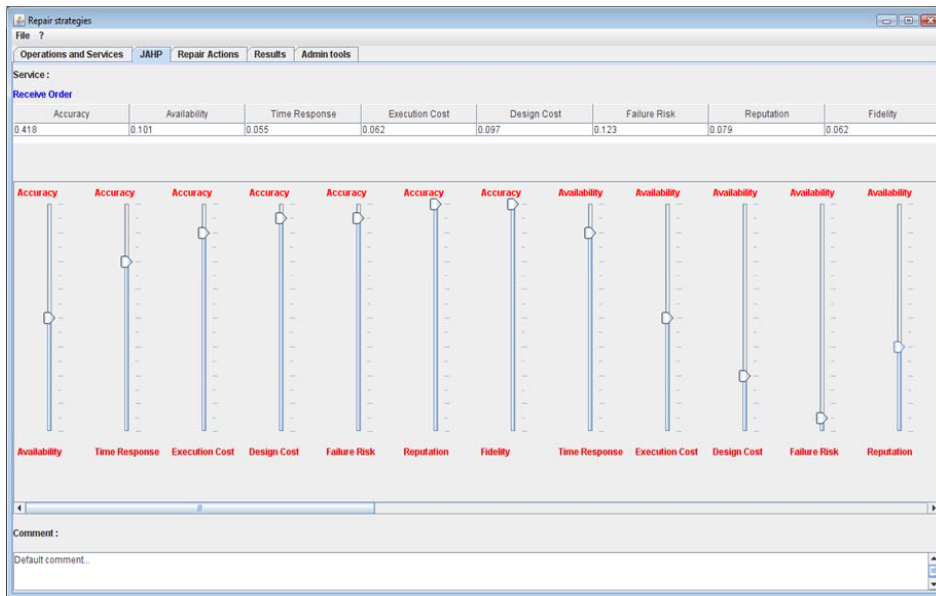 Repair strategies
File ?
Operations and Services JAHP Repair Actions Results Admin tools
Service :
Receive Order
Accuracy Availability Time Response Execution Cost Design Cost Failure Risk Reputation Fidelity
0.418 0.101 0.055 0.062 0.097 0.123 0.079 0.062
Accuracy Accuracy Accuracy Accuracy Accuracy Accuracy Accuracy Availability Availability Availability Availability Availability
Availability Time Response Execution Cost Design Cost Failure Risk Reputation Fidelity Time Response Execution Cost Design Cost Failure Risk Reputation
Comment :
Default comment...